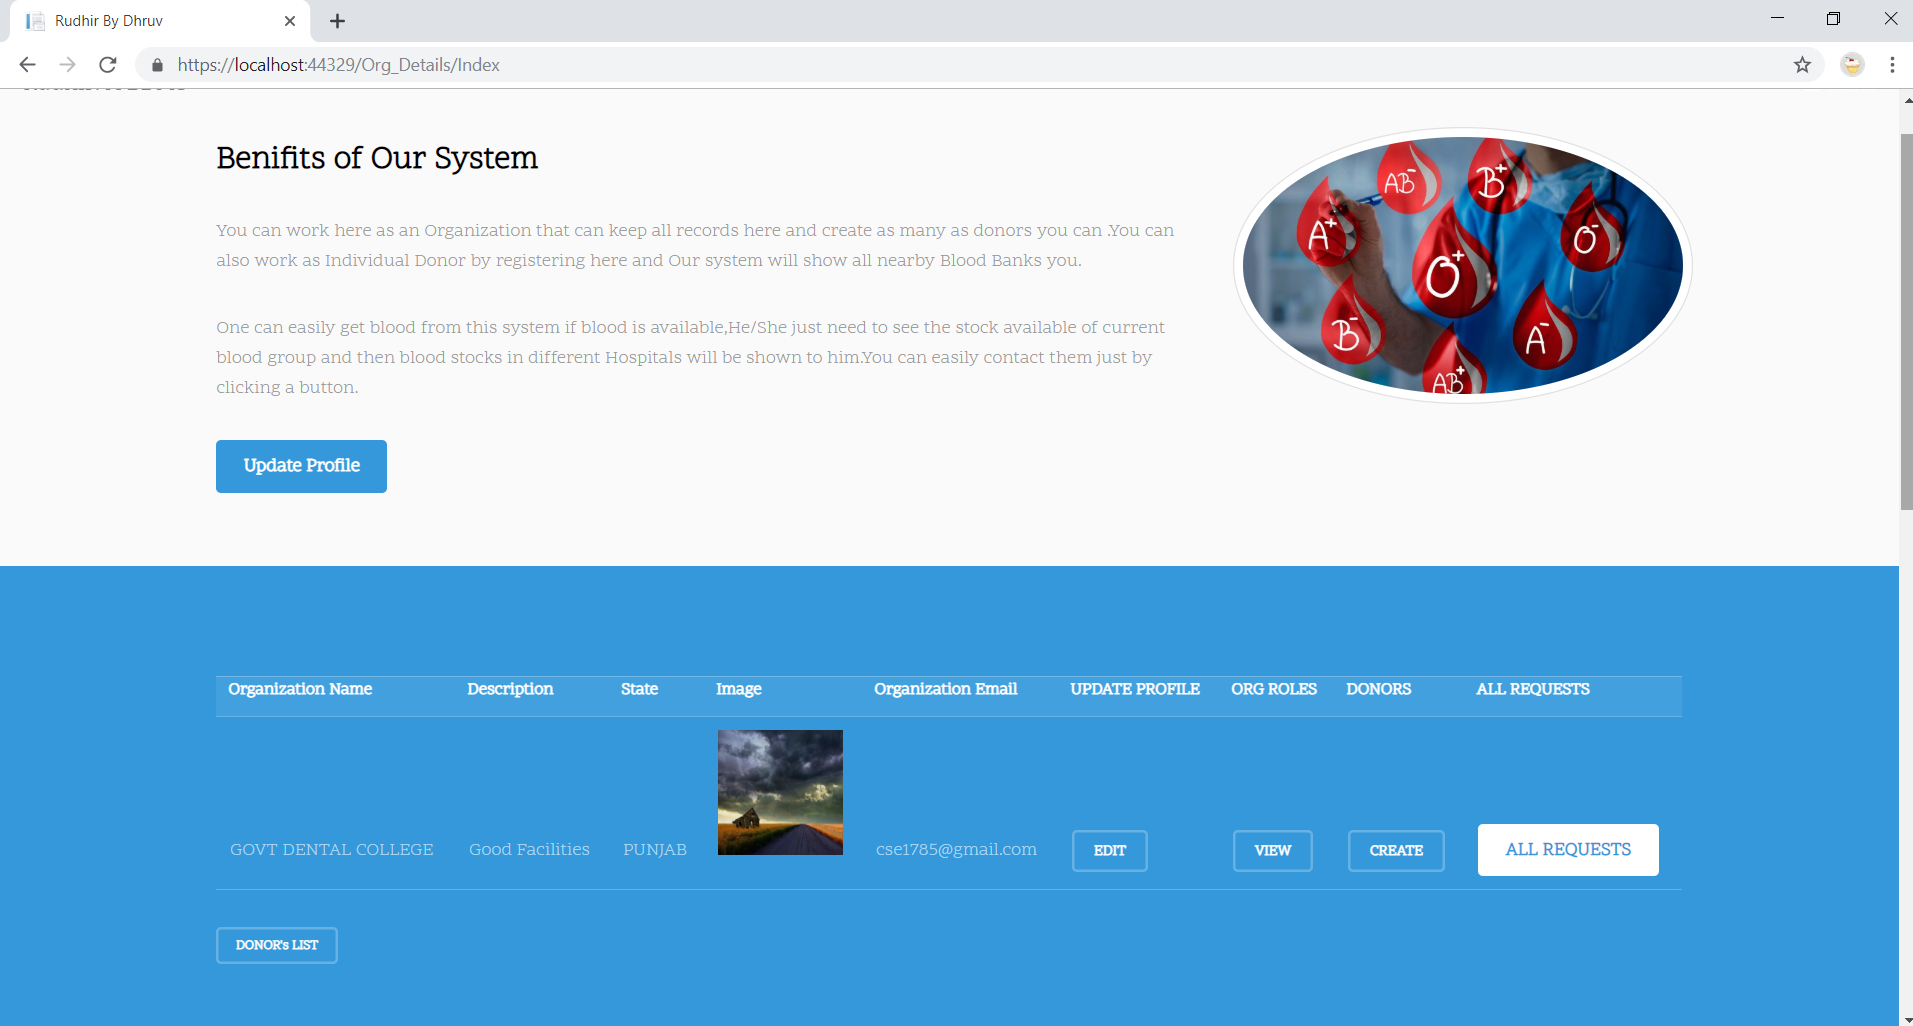 Rudhir By Dhruv
https://localhost:44329/Org_Details/Index
Benifits of Our System
You can work here as an Organization that can keep all records here and create as many as donors you can .You can
also work as Individual Donor by registering here and Our system will show all nearby Blood Banks you.
One can easily get blood from this system if blood is available,He/She just need to see the stock available of current
blood group and then blood stocks in different Hospitals will be shown to him.You can easily contact them just by
clicking a button.
Update Profile
AB-
B+
A+
O-
O+
B-
A-
AB+
Organization Name Description State Image Organization Email UPDATE PROFILE ORG ROLES DONORS ALL REQUESTS
GOVT DENTAL COLLEGE Good Facilities PUNJAB cse1785@gmail.com EDIT VIEW CREATE ALL REQUESTS
DONOR's LIST